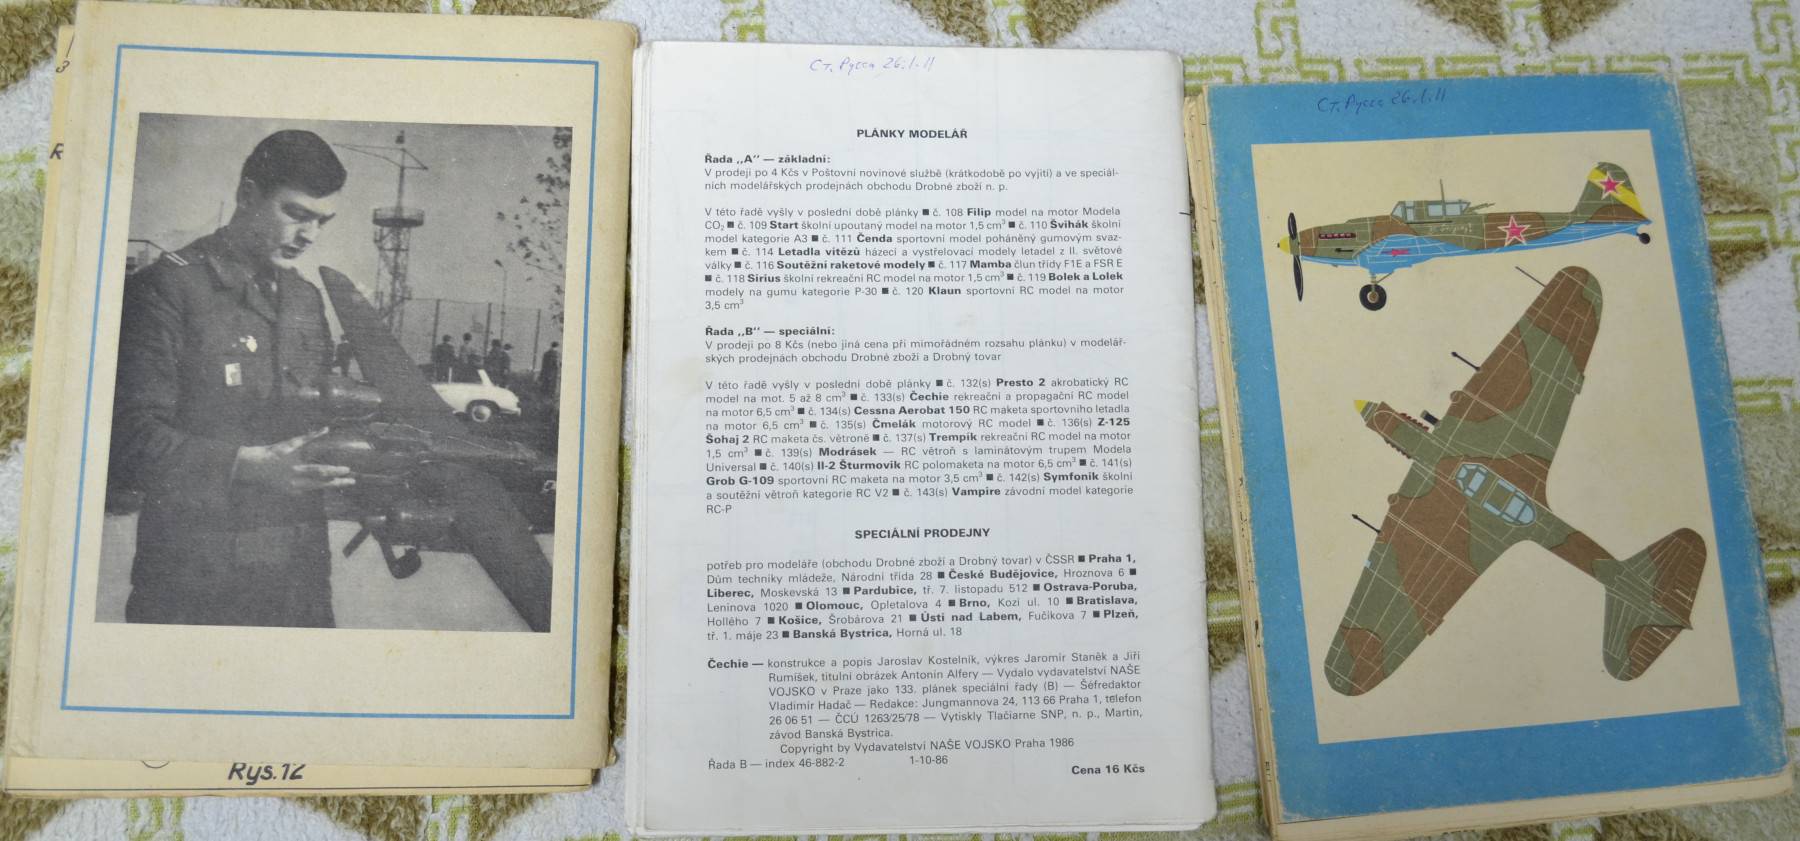 3
R
Rys.12
Ст. Русса 26.I.11
PLÁNKY MODELÁŘ
Řada „A" — základní:
V prodeji po 4 Kčs v Poštovní novinové službě (krátkodobě po vyjití) a ve speciál-
ních modelářských prodejnách obchodu Drobné zboží n. p.
V této řadě vyšly v poslední době plánky ■ č. 108 Filip model na motor Modela
CO₂ ■ č. 109 Start školní upoutaný model na motor 1,5 cm³ ■ č. 110 Švihák školní
model kategorie A3 ■ č. 111 Čenda sportovní model poháněný gumovým svaz-
kem ■ č. 114 Letadla vítězů házecí a vystřelovací modely letadel z II. světové
války ■ č. 116 Soutěžní raketové modely ■ č. 117 Mamba člun třídy F1E a FSR E
■ č. 118 Sirius školní rekreační RC model na motor 1,5 cm³ ■ č. 119 Bolek a Lolek
modely na gumu kategorie P-30 ■ č. 120 Klaun sportovní RC model na motor
3,5 cm³
Řada „B" — speciální:
V prodeji po 8 Kčs (nebo jiná cena při mimořádném rozsahu plánku) v modelář-
ských prodejnách obchodu Drobné zboží a Drobný tovar
V této řadě vyšly v poslední době plánky ■ č. 132(s) Presto 2 akrobatický RC
model na mot. 5 až 8 cm³ ■ č. 133(s) Čechie rekreační a propagační RC model
na motor 6,5 cm³ ■ č. 134(s) Cessna Aerobat 150 RC maketa sportovního letadla
na motor 6,5 cm³ ■ č. 135(s) Čmelák motorový RC model ■ č. 136(s) Z-125
Šohaj 2 RC maketa čs. větroně ■ č. 137(s) Trempík rekreační RC model na motor
1,5 cm³ ■ č. 139(s) Modrásek — RC větroň s laminátovým trupem Modela
Universal ■ č. 140(s) Il-2 Šturmovik RC polomaketa na motor 6,5 cm³ ■ č. 141(s)
Grob G-109 sportovní RC maketa na motor 3,5 cm³ ■ č. 142(s) Symfonik školní
a soutěžní větroň kategorie RC V2 ■ č. 143(s) Vampire závodní model kategorie
RC-P
SPECIÁLNÍ PRODEJNY
potřeb pro modeláře (obchodu Drobné zboží a Drobný tovar) v ČSSR ■ Praha 1,
Dům techniky mládeže, Národní třída 28 ■ České Budějovice, Hroznova 6 ■
Liberec, Moskevská 13 ■ Pardubice, tř. 7. listopadu 512 ■ Ostrava-Poruba,
Leninova 1020 ■ Olomouc, Opletalova 4 ■ Brno, Kozí ul. 10 ■ Bratislava,
Hollého 7 ■ Košice, Šrobárova 21 ■ Ústí nad Labem, Fučíkova 7 ■ Plzeň,
tř. 1. máje 23 ■ Banská Bystrica, Horná ul. 18
Čechie — konstrukce a popis Jaroslav Kostelník, výkres Jaromír Staněk a Jiří
Rumíšek, titulní obrázek Antonín Alfery — Vydalo vydavatelství NAŠE
VOJSKO v Praze jako 133. plánek speciální řady (B) — Šéfredaktor
Vladimír Hadač — Redakce: Jungmannova 24, 113 66 Praha 1, telefon
26 06 51 — ČCÚ 1263/25/78 — Vytiskly Tlačiarne SNP, n. p., Martin,
závod Banská Bystrica.
Copyright by Vydavatelství NAŠE VOJSKO Praha 1986
Řada B — index 46-882-2 1-10-86
Cena 16 Kčs
Ст. Русса 26.I.11